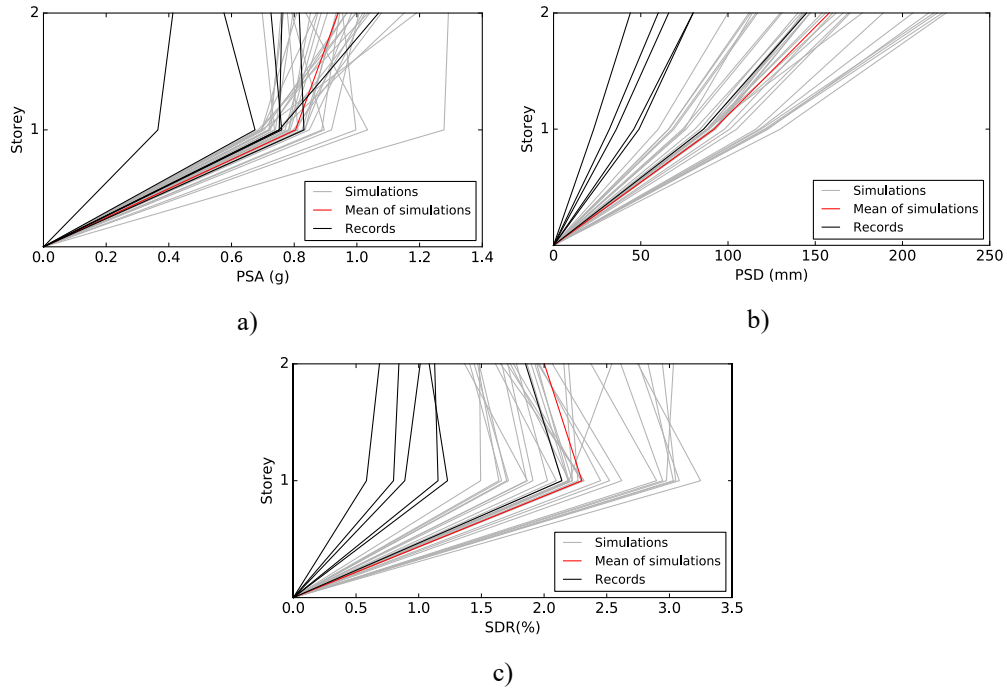 2
Storey
1
Simulations
Mean of simulations
Records
0.0 0.2 0.4 0.6 0.8 1.0 1.2 1.4
PSA (g)
a)
2
Storey
1
Simulations
Mean of simulations
Records
0 50 100 150 200 250
PSD (mm)
b)
2
Storey
1
Simulations
Mean of simulations
Records
0.0 0.5 1.0 1.5 2.0 2.5 3.0 3.5
SDR(%)
c)